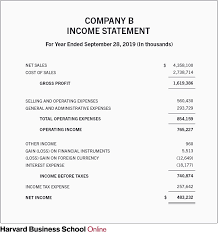 COMPANY B
INCOME STATEMENT
For Year Ended September 28, 2019 (In thousands)
NET SALES $ 4,358,100
COST OF SALES 2,738,714
GROSS PROFIT 1,619,386
SELLING AND OPERATING EXPENSES 560,430
GENERAL AND ADMINISTRATIVE EXPENSES 293,729
TOTAL OPERATING EXPENSES 854,159
OPERATING INCOME 765,227
OTHER INCOME 960
GAIN (LOSS) ON FINANCIAL INSTRUMENTS 5,513
GAIN (LOSS) ON FOREIGN CURRENCY (12,649)
INTEREST EXPENSE (18,177)
INCOME BEFORE TAXES 740,874
INCOME TAX EXPENSE 257,642
NET INCOME $ 483,232
Harvard Business School Online